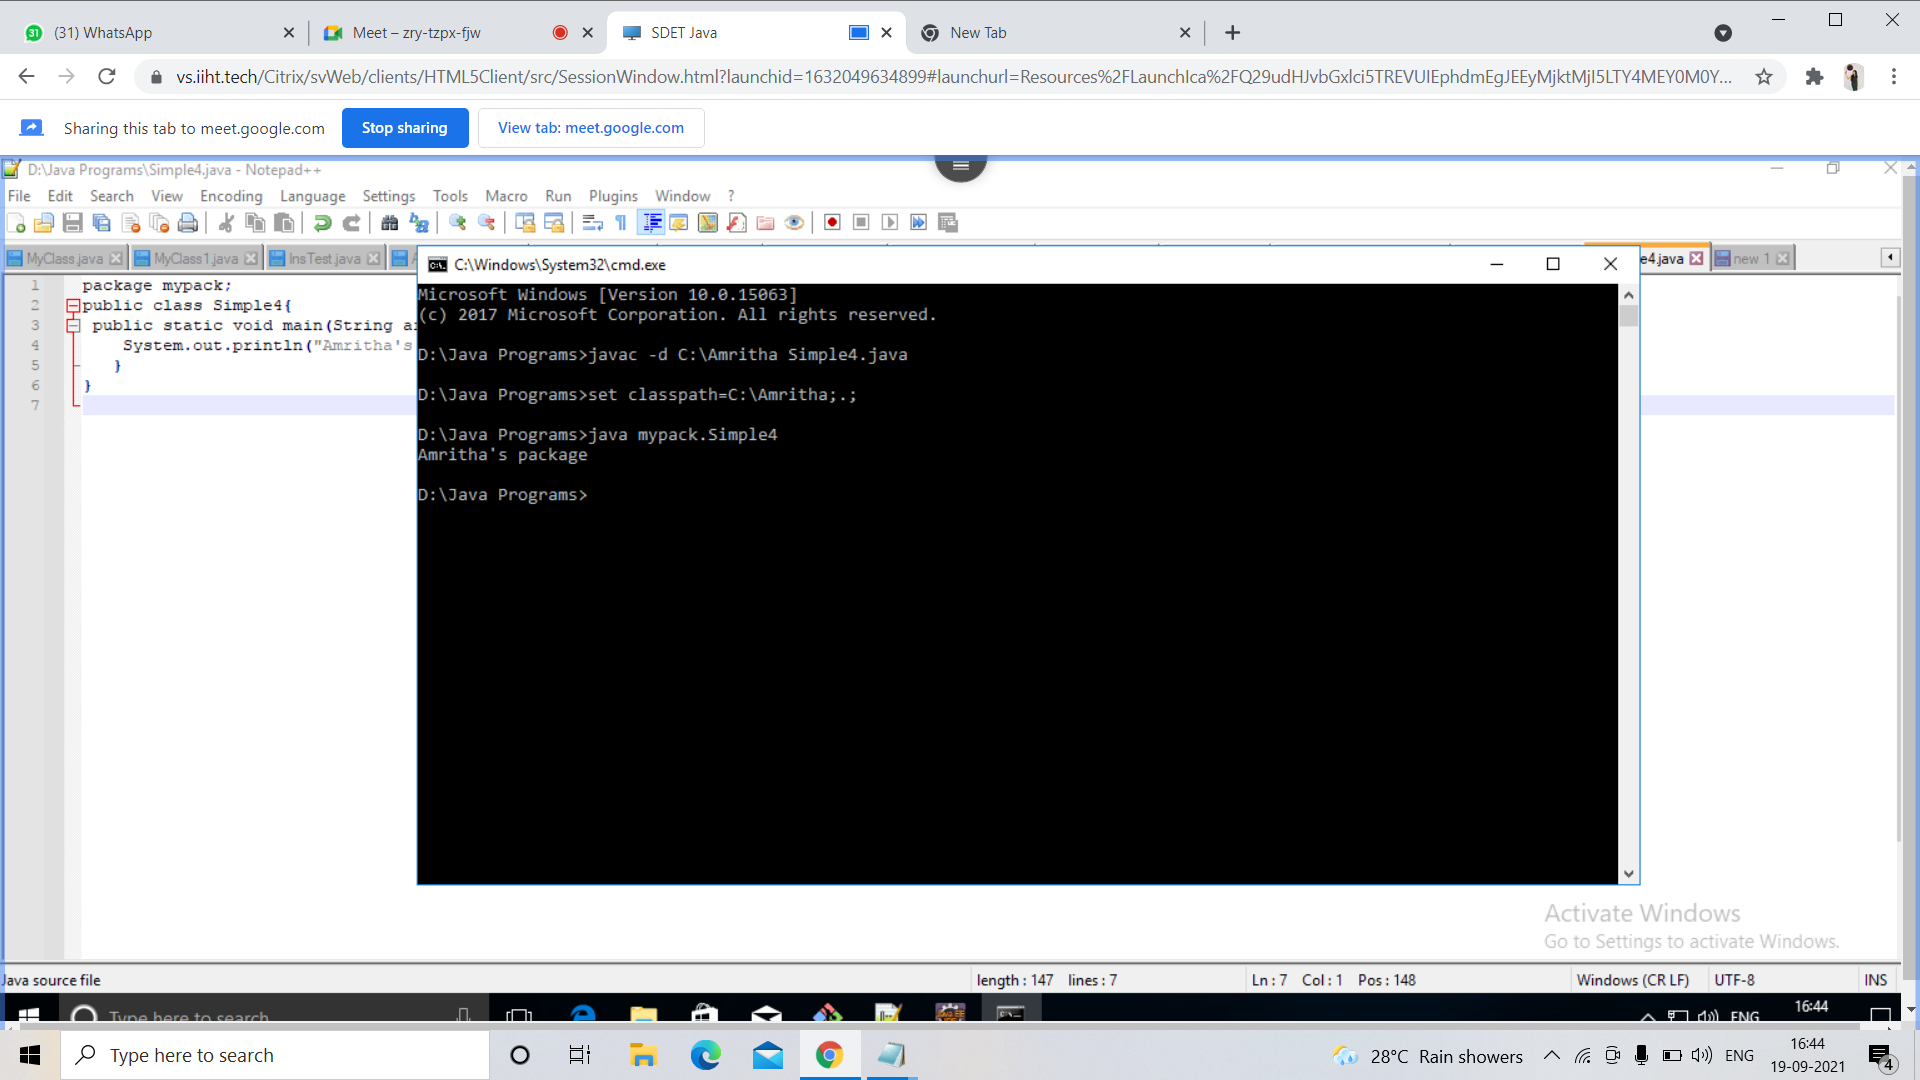 (31) WhatsApp
Meet – zry-tzpx-fjw
SDET Java
New Tab
vs.iiht.tech/Citrix/svWeb/clients/HTML5Client/src/SessionWindow.html?launchid=1632049634899#launchurl=Resources%2FLaunchIca%2FQ29udHJvbGxlci5TREVUIEphdmEgJEEyMjktMjI5LTY4MEY0M0Y...
Sharing this tab to meet.google.com
Stop sharing
View tab: meet.google.com
D:\Java Programs\Simple4.java - Notepad++
File Edit Search View Encoding Language Settings Tools Macro Run Plugins Window ?
MyClass.java
MyClass1.java
InsTest.java
e4.java
new 1
1 package mypack;
2 public class Simple4{
3 public static void main(String a
4 System.out.println("Amritha's
5 }
6 }
7
C:\Windows\System32\cmd.exe
Microsoft Windows [Version 10.0.15063]
(c) 2017 Microsoft Corporation. All rights reserved.
D:\Java Programs>javac -d C:\Amritha Simple4.java
D:\Java Programs>set classpath=C:\Amritha;.;
D:\Java Programs>java mypack.Simple4
Amritha's package
D:\Java Programs>
Activate Windows
Go to Settings to activate Windows.
Java source file
length : 147 lines : 7
Ln : 7 Col : 1 Pos : 148
Windows (CR LF)
UTF-8
INS
Type here to search
ENG
16:44
Type here to search
28°C Rain showers
ENG
16:44
19-09-2021
4